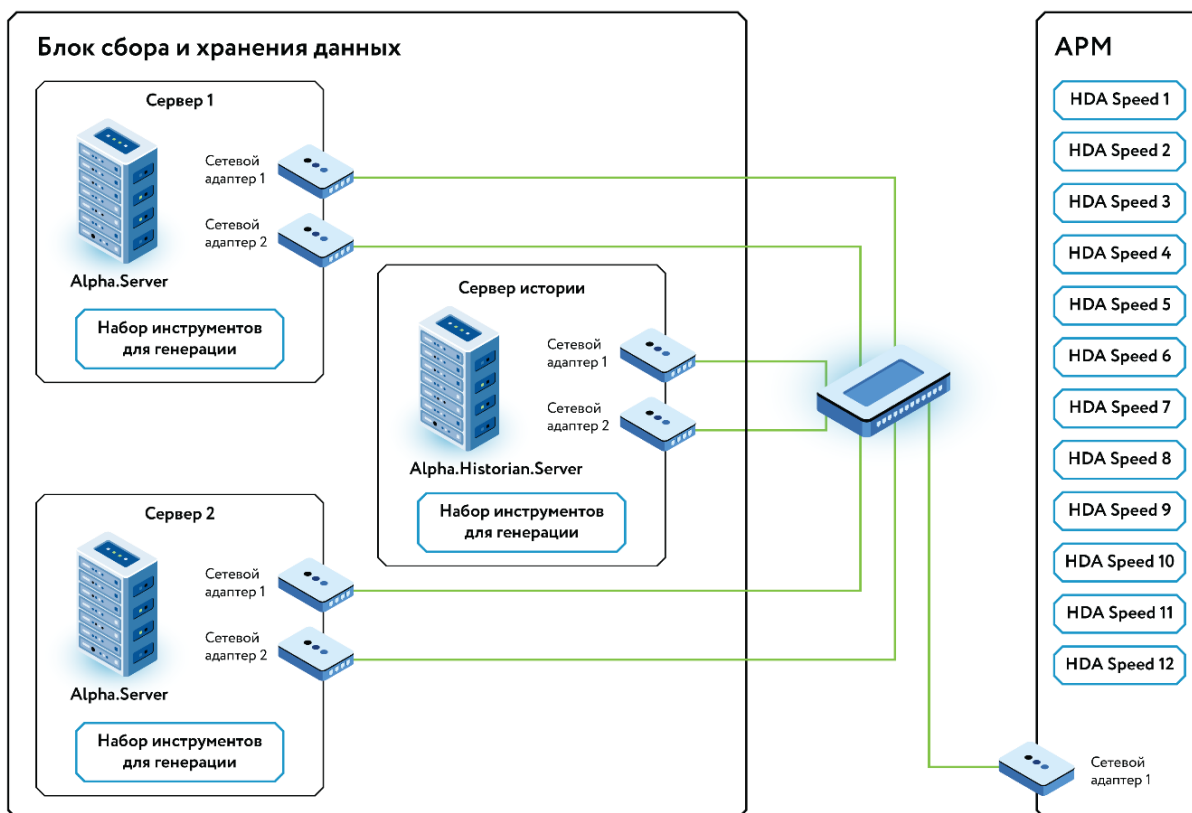 Блок сбора и хранения данных
Сервер 1
Сетевой
адаптер 1
Сетевой
адаптер 2
Alpha.Server
Набор инструментов
для генерации
Сервер истории
Сетевой
адаптер 1
Сетевой
адаптер 2
Alpha.Historian.Server
Набор инструментов
для генерации
Сервер 2
Сетевой
адаптер 1
Сетевой
адаптер 2
Alpha.Server
Набор инструментов
для генерации
АРМ
HDA Speed 1
HDA Speed 2
HDA Speed 3
HDA Speed 4
HDA Speed 5
HDA Speed 6
HDA Speed 7
HDA Speed 8
HDA Speed 9
HDA Speed 10
HDA Speed 11
HDA Speed 12
Сетевой
адаптер 1